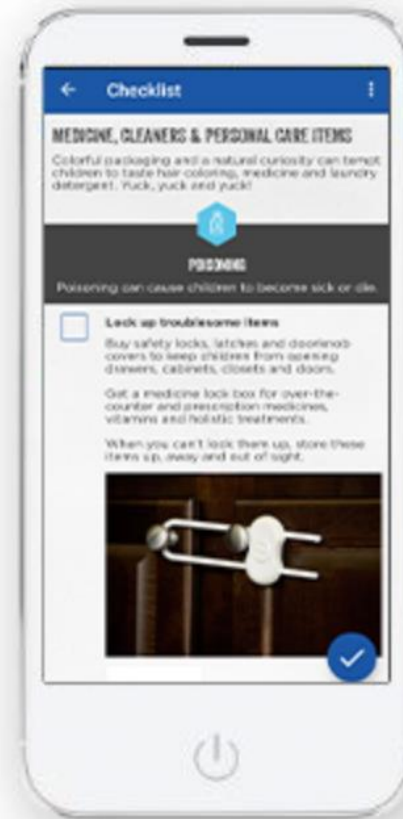 Checklist
MEDICINE, CLEANERS & PERSONAL CARE ITEMS
Colorful packaging and a natural curiosity can tempt
children to taste hair coloring, medicine and laundry
detergent. Yuck, yuck and yuck!
POISONING
Poisoning can cause children to become sick or die.
Lock up troublesome items
Buy safety locks, latches and doorknob
covers to keep children from opening
drawers, cabinets, closets and doors.
Get a medicine lock box for over-the-
counter and prescription medicines,
vitamins and holistic treatments.
When you can't lock them up, store these
items up, away and out of sight.